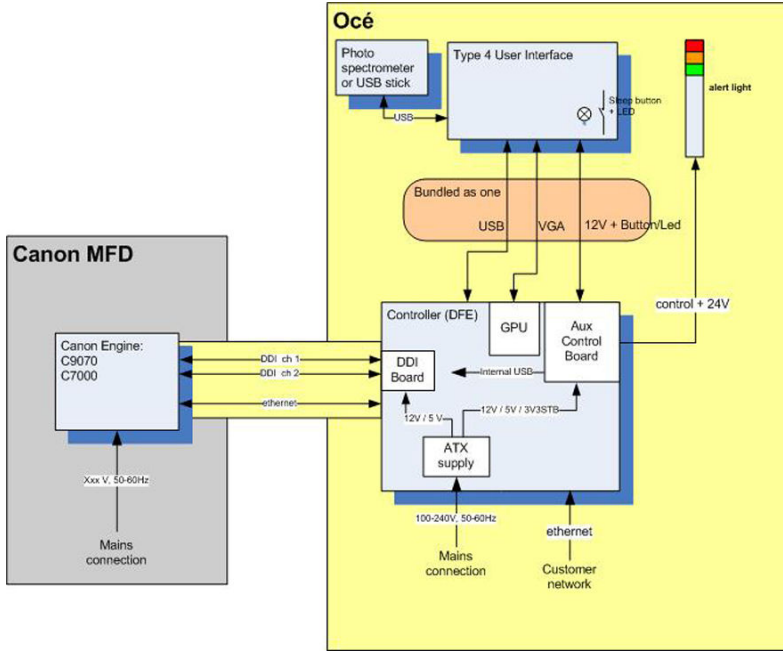 Océ
Photo
spectrometer
or USB stick
Type 4 User Interface
Sleep button
+ LED
USB
alert light
Bundled as one
USB
VGA
12V + Button/Led
Canon MFD
Canon Engine:
C9070
C7000
DDI ch 1
DDI ch 2
ethernet
Xxx V, 50-60Hz
Mains
connection
Controller (DFE)
GPU
Aux
Control
Board
control + 24V
DDI
Board
Internal USB
12V / 5 V
12V / 5V / 3V3STB
ATX
supply
100-240V, 50-60Hz
Mains
connection
ethernet
Customer
network